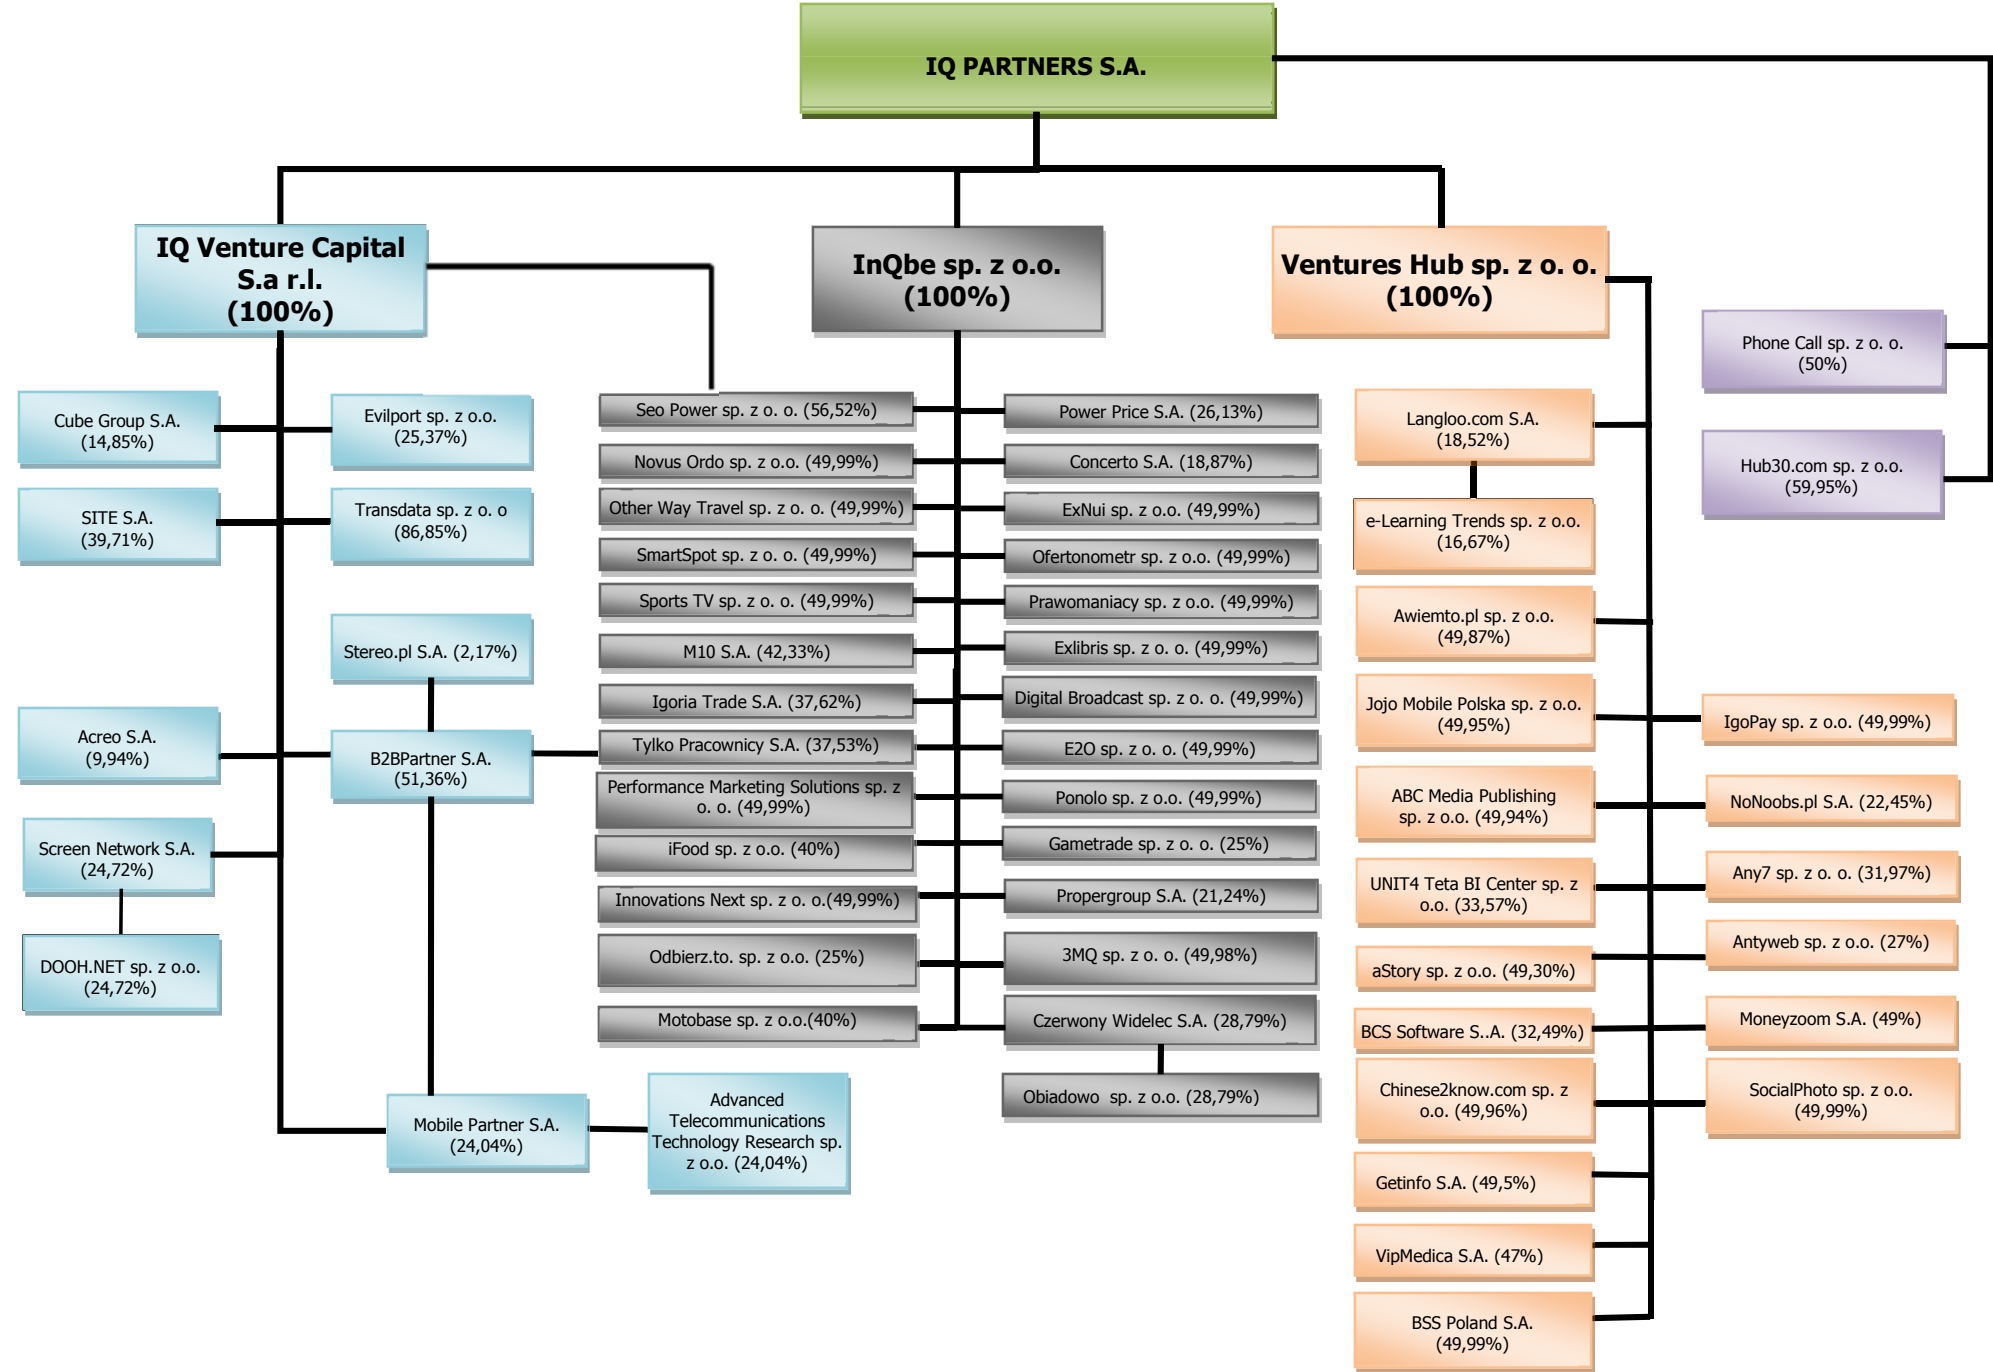 IQ PARTNERS S.A.
IQ Venture Capital
S.a r.l.
(100%)
InQbe sp. z o.o.
(100%)
Ventures Hub sp. z o. o.
(100%)
Phone Call sp. z o. o.
(50%)
Hub30.com sp. z o.o.
(59,95%)
Cube Group S.A.
(14,85%)
Evilport sp. z o.o.
(25,37%)
SITE S.A.
(39,71%)
Transdata sp. z o. o
(86,85%)
Stereo.pl S.A. (2,17%)
Acreo S.A.
(9,94%)
B2BPartner S.A.
(51,36%)
Screen Network S.A.
(24,72%)
DOOH.NET sp. z o.o.
(24,72%)
Mobile Partner S.A.
(24,04%)
Advanced
Telecommunications
Technology Research sp.
z o.o. (24,04%)
Seo Power sp. z o. o. (56,52%)
Novus Ordo sp. z o.o. (49,99%)
Other Way Travel sp. z o. o. (49,99%)
SmartSpot sp. z o. o. (49,99%)
Sports TV sp. z o. o. (49,99%)
M10 S.A. (42,33%)
Igoria Trade S.A. (37,62%)
Tylko Pracownicy S.A. (37,53%)
Performance Marketing Solutions sp. z
o. o. (49,99%)
iFood sp. z o.o. (40%)
Innovations Next sp. z o. o.(49,99%)
Odbierz.to. sp. z o.o. (25%)
Motobase sp. z o.o.(40%)
Power Price S.A. (26,13%)
Concerto S.A. (18,87%)
ExNui sp. z o.o. (49,99%)
Ofertonometr sp. z o.o. (49,99%)
Prawomaniacy sp. z o.o. (49,99%)
Exlibris sp. z o. o. (49,99%)
Digital Broadcast sp. z o. o. (49,99%)
E2O sp. z o. o. (49,99%)
Ponolo sp. z o.o. (49,99%)
Gametrade sp. z o. o. (25%)
Propergroup S.A. (21,24%)
3MQ sp. z o. o. (49,98%)
Czerwony Widelec S.A. (28,79%)
Obiadowo sp. z o.o. (28,79%)
Langloo.com S.A.
(18,52%)
e-Learning Trends sp. z o.o.
(16,67%)
Awiemto.pl sp. z o.o.
(49,87%)
Jojo Mobile Polska sp. z o.o.
(49,95%)
ABC Media Publishing
sp. z o.o. (49,94%)
UNIT4 Teta BI Center sp. z
o.o. (33,57%)
aStory sp. z o.o. (49,30%)
BCS Software S..A. (32,49%)
Chinese2know.com sp. z
o.o. (49,96%)
Getinfo S.A. (49,5%)
VipMedica S.A. (47%)
BSS Poland S.A.
(49,99%)
IgoPay sp. z o.o. (49,99%)
NoNoobs.pl S.A. (22,45%)
Any7 sp. z o. o. (31,97%)
Antyweb sp. z o.o. (27%)
Moneyzoom S.A. (49%)
SocialPhoto sp. z o.o.
(49,99%)